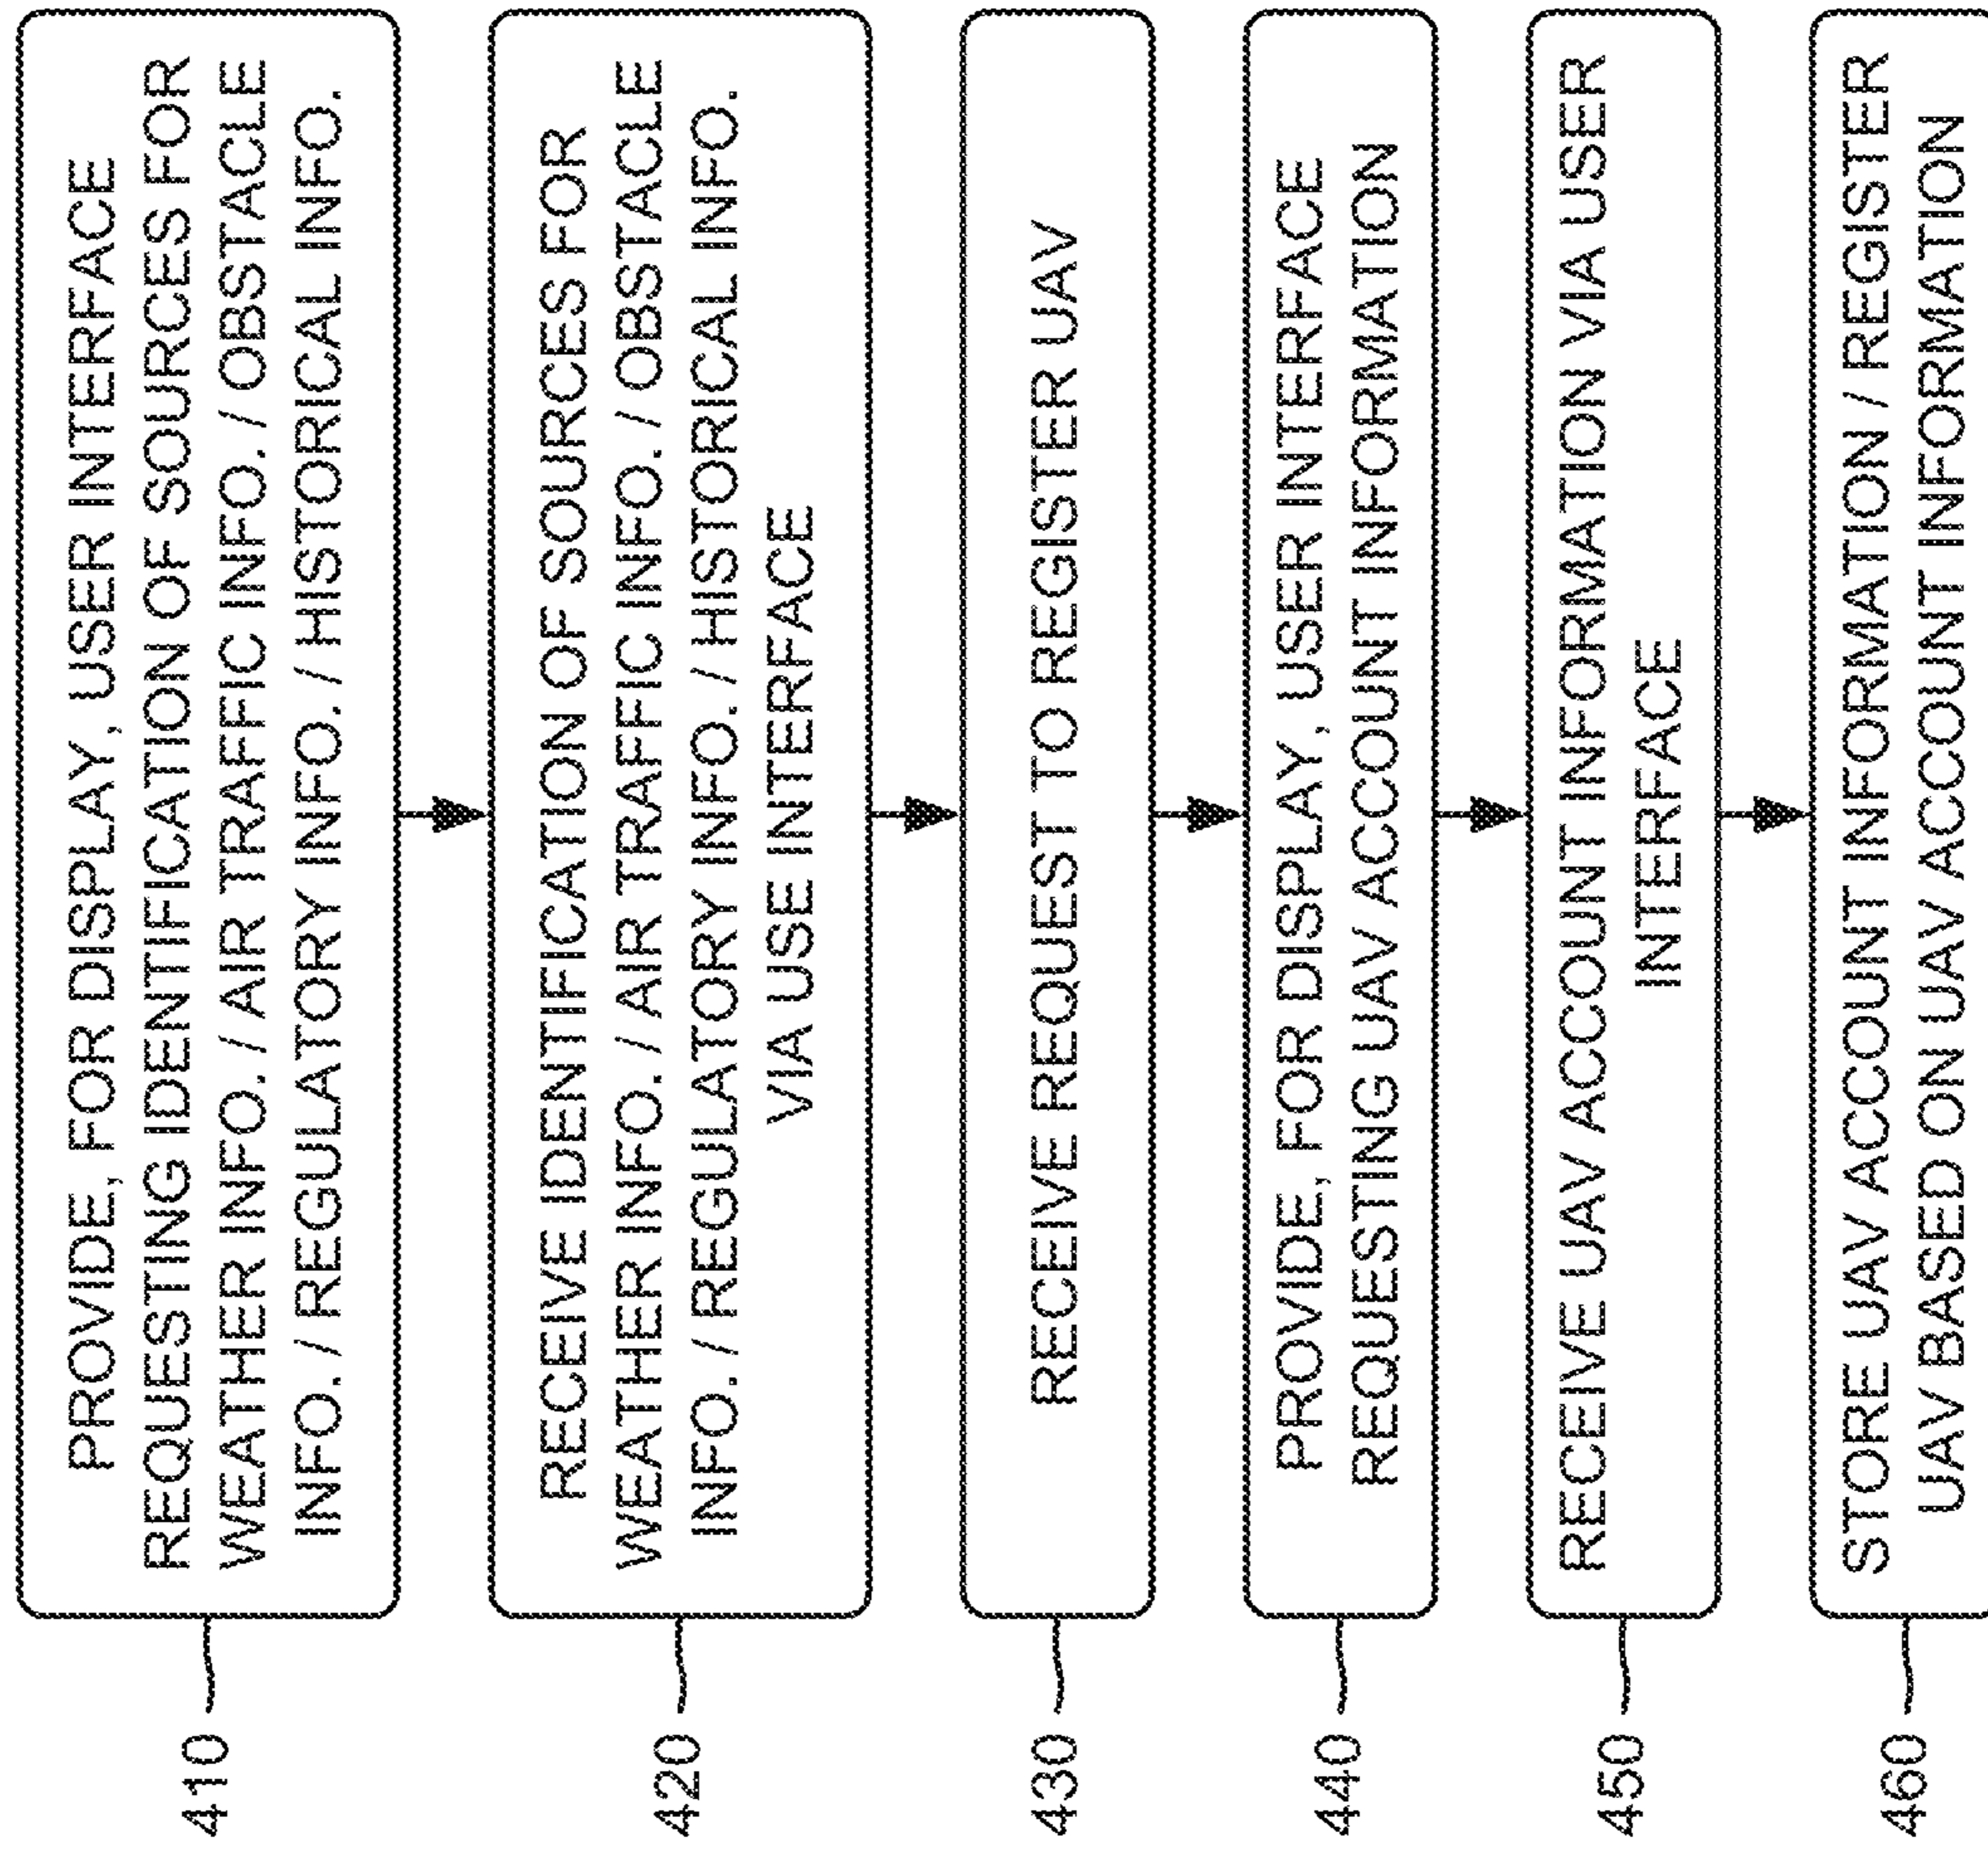 410
PROVIDE, FOR DISPLAY, USER INTERFACE
REQUESTING IDENTIFICATION OF SOURCES FOR
WEATHER INFO. / AIR TRAFFIC INFO. / OBSTACLE
INFO. / REGULATORY INFO. / HISTORICAL INFO.
420
RECEIVE IDENTIFICATION OF SOURCES FOR
WEATHER INFO. / AIR TRAFFIC INFO. / OBSTACLE
INFO. / REGULATORY INFO. / HISTORICAL INFO.
VIA USE INTERFACE
430
RECEIVE REQUEST TO REGISTER UAV
440
PROVIDE, FOR DISPLAY, USER INTERFACE
REQUESTING UAV ACCOUNT INFORMATION
450
RECEIVE UAV ACCOUNT INFORMATION VIA USER
INTERFACE
460
STORE UAV ACCOUNT INFORMATION / REGISTER
UAV BASED ON UAV ACCOUNT INFORMATION